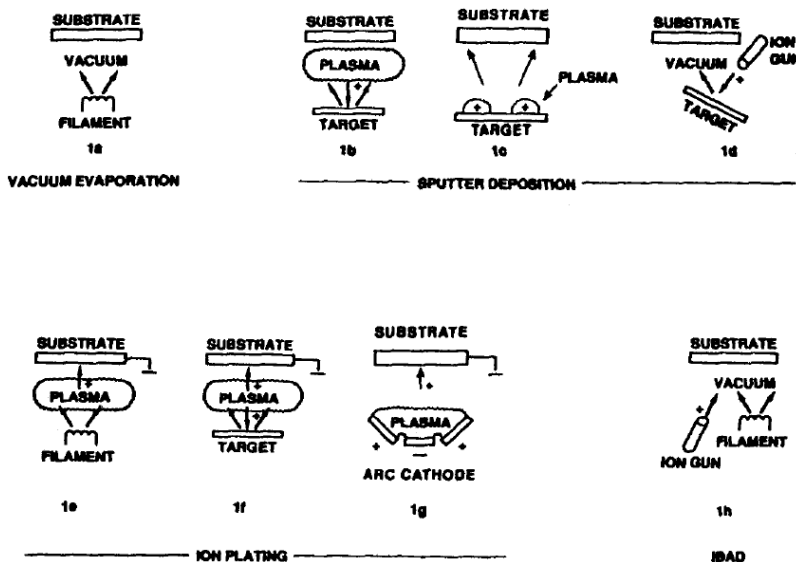 SUBSTRATE
VACUUM
FILAMENT
1a
VACUUM EVAPORATION
SUBSTRATE
PLASMA
+
TARGET
1b
SUBSTRATE
PLASMA
+ +
TARGET
1c
SUBSTRATE
ION
GUN
VACUUM
+
TARGET
1d
SPUTTER DEPOSITION
SUBSTRATE
+
PLASMA
FILAMENT
1e
SUBSTRATE
+
PLASMA
+
TARGET
1f
SUBSTRATE
+
PLASMA
+ − +
ARC CATHODE
1g
ION PLATING
SUBSTRATE
VACUUM
+
FILAMENT
ION GUN
1h
IBAD